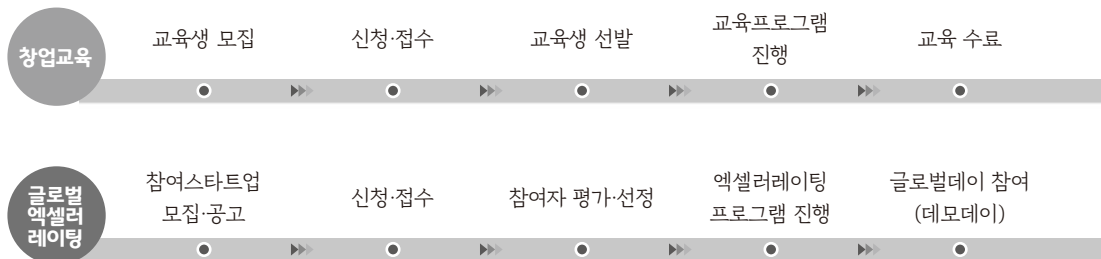 창업교육
교육생 모집
신청·접수
교육생 선발
교육프로그램
진행
교육 수료
글로벌
엑셀러
레이팅
참여스타트업
모집·공고
신청·접수
참여자 평가·선정
엑셀러레이팅
프로그램 진행
글로벌데이 참여
(데모데이)